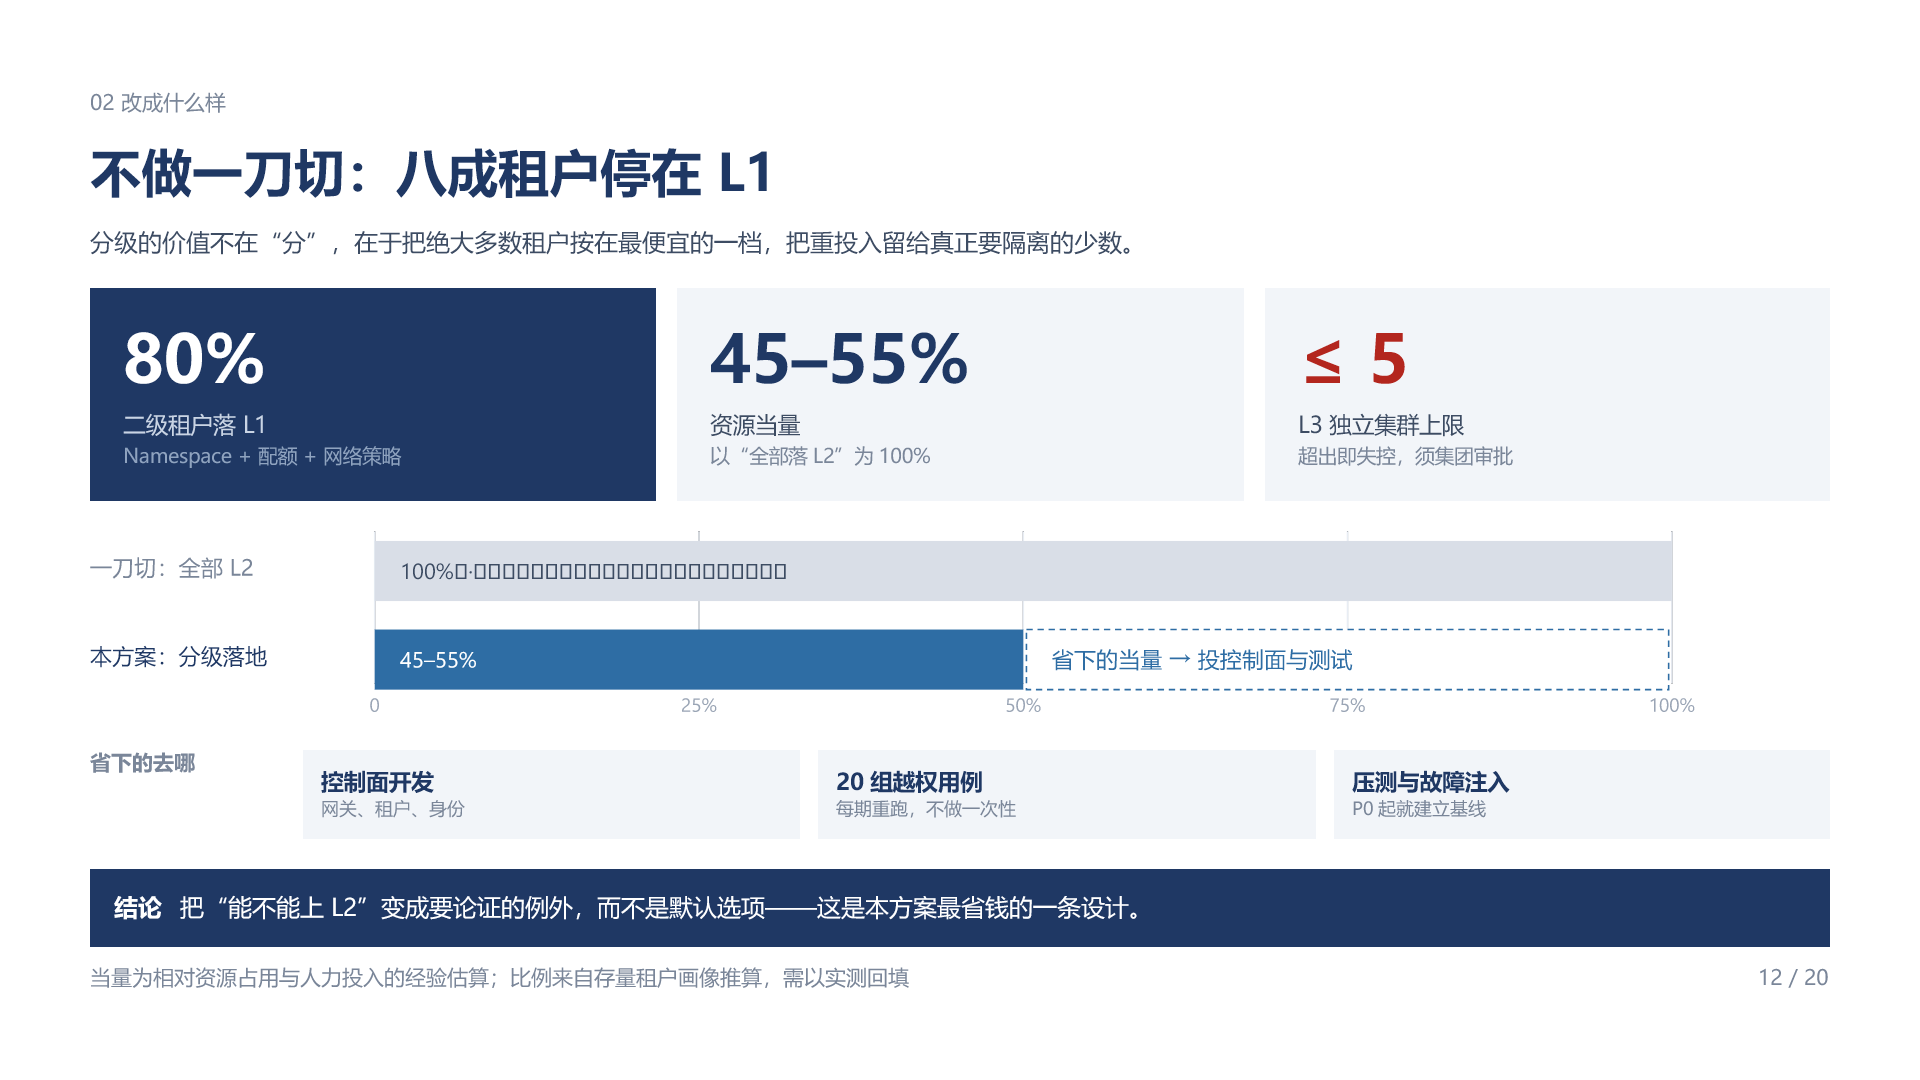 02 改成什么样
不做一刀切：八成租户停在 L1
分级的价值不在“分”，在于把绝大多数租户按在最便宜的一档，把重投入留给真正要隔离的少数。
80%
二级租户落 L1
Namespace + 配额 + 网络策略
45–55%
资源当量
以“全部落 L2”为 100%
≤ 5
L3 独立集群上限
超出即失控，须集团审批
一刀切：全部 L2
100%
本方案：分级落地
45–55%
省下的当量 → 投控制面与测试
0
25%
50%
75%
100%
省下的去哪
控制面开发
网关、租户、身份
20 组越权用例
每期重跑，不做一次性
压测与故障注入
P0 起就建立基线
结论 把“能不能上 L2”变成要论证的例外，而不是默认选项——这是本方案最省钱的一条设计。
当量为相对资源占用与人力投入的经验估算；比例来自存量租户画像推算，需以实测回填
12 / 20